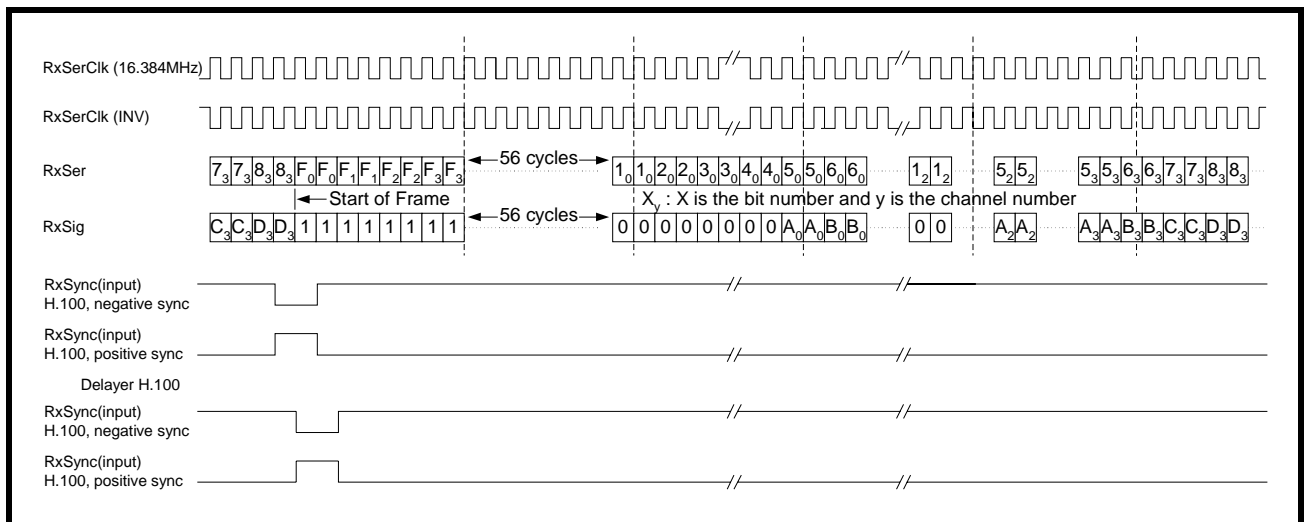 RxSerClk (16.384MHz)
RxSerClk (INV)
RxSer 7₃ 7₃ 8₃ 8₃ F₀ F₀ F₁ F₁ F₂ F₂ F₃ F₃ 56 cycles 1₀ 1₀ 2₀ 2₀ 3₀ 3₀ 4₀ 4₀ 5₀ 5₀ 6₀ 6₀ 1₂ 1₂ 5₂ 5₂ 5₃ 5₃ 6₃ 6₃ 7₃ 7₃ 8₃ 8₃
Start of Frame X_y : X is the bit number and y is the channel number
RxSig C₃ C₃ D₃ D₃ 1 1 1 1 1 1 1 1 56 cycles 0 0 0 0 0 0 0 0 A₀ A₀ B₀ B₀ 0 0 A₂ A₂ A₃ A₃ B₃ B₃ C₃ C₃ D₃ D₃
RxSync(input)
H.100, negative sync
RxSync(input)
H.100, positive sync
Delayer H.100
RxSync(input)
H.100, negative sync
RxSync(input)
H.100, positive sync